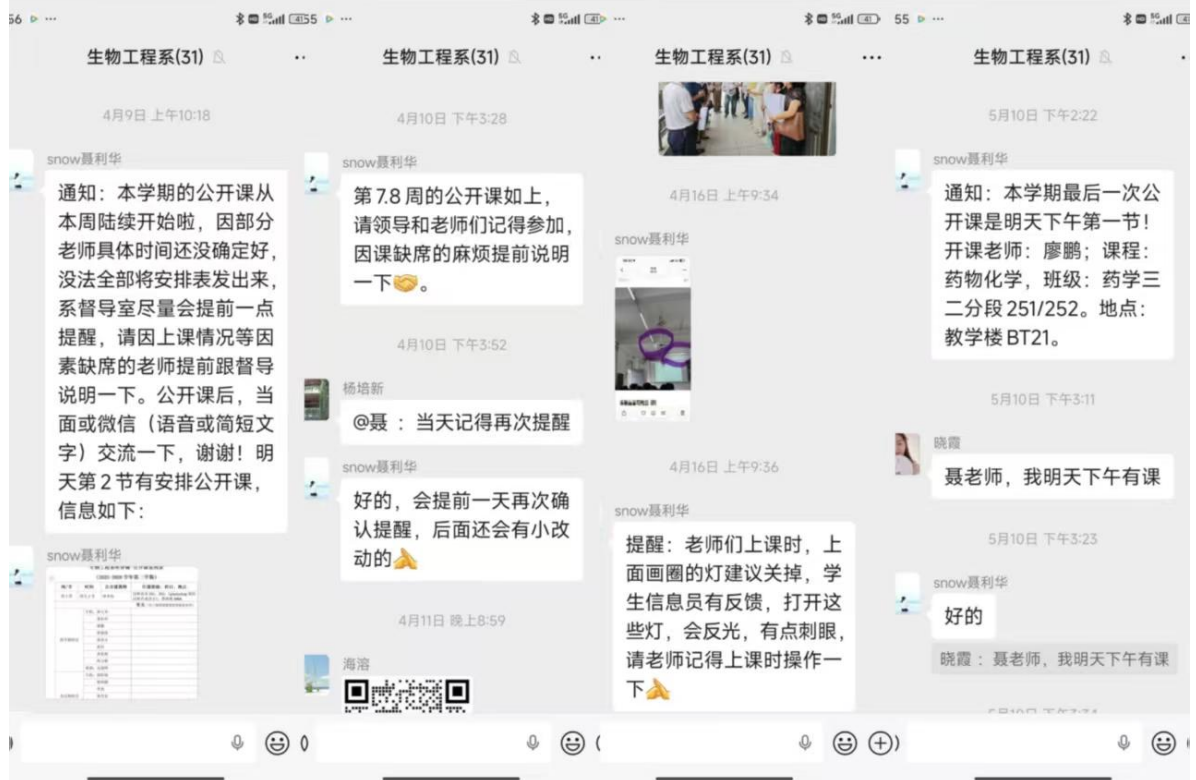 56
生物工程系(31)
4月9日 上午10:18
snow聂利华
通知：本学期的公开课从
本周陆续开始啦，因部分
老师具体时间还没确定好，
没法全部将安排表发出来，
系督导室尽量会提前一点
提醒，请因上课情况等因
素缺席的老师提前跟督导
说明一下。公开课后，当
面或微信（语音或简短文
字）交流一下，谢谢！明
天第2节有安排公开课，
信息如下：
snow聂利华
55
生物工程系(31)
4月10日 下午3:28
snow聂利华
第7.8周的公开课如上，
请领导和老师们记得参加，
因课缺席的麻烦提前说明
一下🤝。
4月10日 下午3:52
杨培新
@聂 ：当天记得再次提醒
snow聂利华
好的，会提前一天再次确
认提醒，后面还会有小改
动的🙏
4月11日 晚上8:59
海溶
生物工程系(31)
4月16日 上午9:34
snow聂利华
4月16日 上午9:36
snow聂利华
提醒：老师们上课时，上
面画圈的灯建议关掉，学
生信息员有反馈，打开这
些灯，会反光，有点刺眼，
请老师记得上课时操作一
下🙏
55
生物工程系(31)
5月10日 下午2:22
snow聂利华
通知：本学期最后一次公
开课是明天下午第一节！
开课老师：廖鹏；课程：
药物化学，班级：药学三
二分段251/252。地点：
教学楼BT21。
5月10日 下午3:11
晓霞
聂老师，我明天下午有课
5月10日 下午3:23
snow聂利华
好的
晓霞 ：聂老师，我明天下午有课